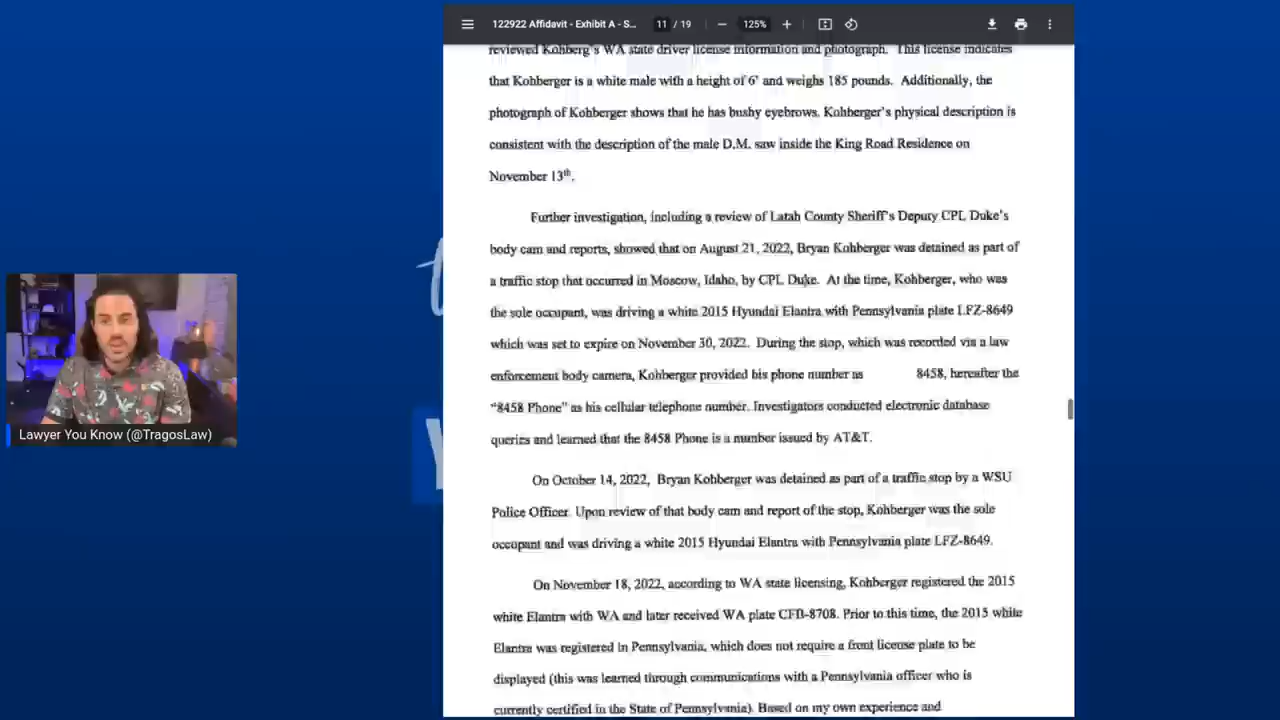 122922 Affidavit - Exhibit A - S... 11 / 19 125%
reviewed Kohberg's WA state driver license information and photograph. This license indicates
that Kohberger is a white male with a height of 6' and weighs 185 pounds. Additionally, the
photograph of Kohberger shows that he has bushy eyebrows. Kohberger's physical description is
consistent with the description of the male D.M. saw inside the King Road Residence on
November 13th.
Further investigation, including a review of Latah County Sheriff's Deputy CPL Duke's
body cam and reports, showed that on August 21, 2022, Bryan Kohberger was detained as part of
a traffic stop that occurred in Moscow, Idaho, by CPL Duke. At the time, Kohberger, who was
the sole occupant, was driving a white 2015 Hyundai Elantra with Pennsylvania plate LFZ-8649
which was set to expire on November 30, 2022. During the stop, which was recorded via a law
enforcement body camera, Kohberger provided his phone number as 8458, hereafter the
"8458 Phone" as his cellular telephone number. Investigators conducted electronic database
queries and learned that the 8458 Phone is a number issued by AT&T.
On October 14, 2022, Bryan Kohberger was detained as part of a traffic stop by a WSU
Police Officer. Upon review of that body cam and report of the stop, Kohberger was the sole
occupant and was driving a white 2015 Hyundai Elantra with Pennsylvania plate LFZ-8649.
On November 18, 2022, according to WA state licensing, Kohberger registered the 2015
white Elantra with WA and later received WA plate CFB-8708. Prior to this time, the 2015 white
Elantra was registered in Pennsylvania, which does not require a front license plate to be
displayed (this was learned through communications with a Pennsylvania officer who is
currently certified in the State of Pennsylvania). Based on my own experience and
Lawyer You Know (@TragosLaw)